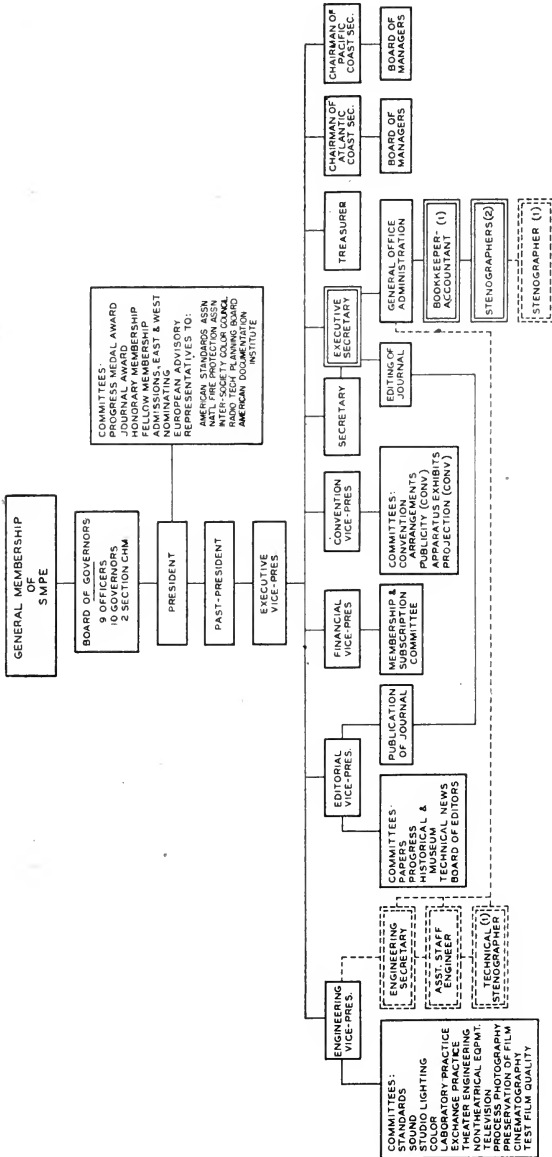 GENERAL MEMBERSHIP
OF
SMPE
BOARD OF GOVERNORS
9 OFFICERS
10 GOVERNORS
2 SECTION CHM
PRESIDENT
COMMITTEES:
PROGRESS MEDAL AWARD
JOURNAL AWARD
HONORARY MEMBERSHIP
FELLOW MEMBERSHIP
ADMISSIONS, EAST & WEST
NOMINATING
EUROPEAN ADVISORY
REPRESENTATIVES TO:
AMERICAN STANDARDS ASSN
NAT'L FIRE PROTECTION ASSN
INTER-SOCIETY COLOR COUNCIL
RADIO TECH PLANNING BOARD
AMERICAN DOCUMENTATION
INSTITUTE
PAST-PRESIDENT
EXECUTIVE
VICE-PRES.
ENGINEERING
VICE-PRES.
EDITORIAL
VICE-PRES.
FINANCIAL
VICE-PRES
CONVENTION
VICE-PRES
SECRETARY
EXECUTIVE
SECRETARY
TREASURER
CHAIRMAN OF
ATLANTIC
COAST SEC.
CHAIRMAN OF
PACIFIC
COAST SEC.
COMMITTEES:
STANDARDS
SOUND
STUDIO LIGHTING
COLOR
LABORATORY PRACTICE
EXCHANGE PRACTICE
THEATER ENGINEERING
NONTHEATRICAL EQPMT.
TELEVISION
PROCESS PHOTOGRAPHY
PRESERVATION OF FILM
CINEMATOGRAPHY
TEST FILM QUALITY
ENGINEERING
SECRETARY
ASST. STAFF
ENGINEER
TECHNICAL (1)
STENOGRAPHER
COMMITTEES:
PAPERS
PROGRESS
HISTORICAL &
MUSEUM
TECHNICAL NEWS
BOARD OF EDITORS
PUBLICATION
OF JOURNAL
MEMBERSHIP &
SUBSCRIPTION
COMMITTEE
COMMITTEES:
CONVENTION
ARRANGEMENTS
PUBLICITY (CONV)
APPARATUS EXHIBITS
PROJECTION (CONV)
EDITING OF
JOURNAL
GENERAL OFFICE
ADMINISTRATION
BOOKKEEPER- (1)
ACCOUNTANT
STENOGRAPHERS (2)
STENOGRAPHER (1)
BOARD OF
MANAGERS
BOARD OF
MANAGERS